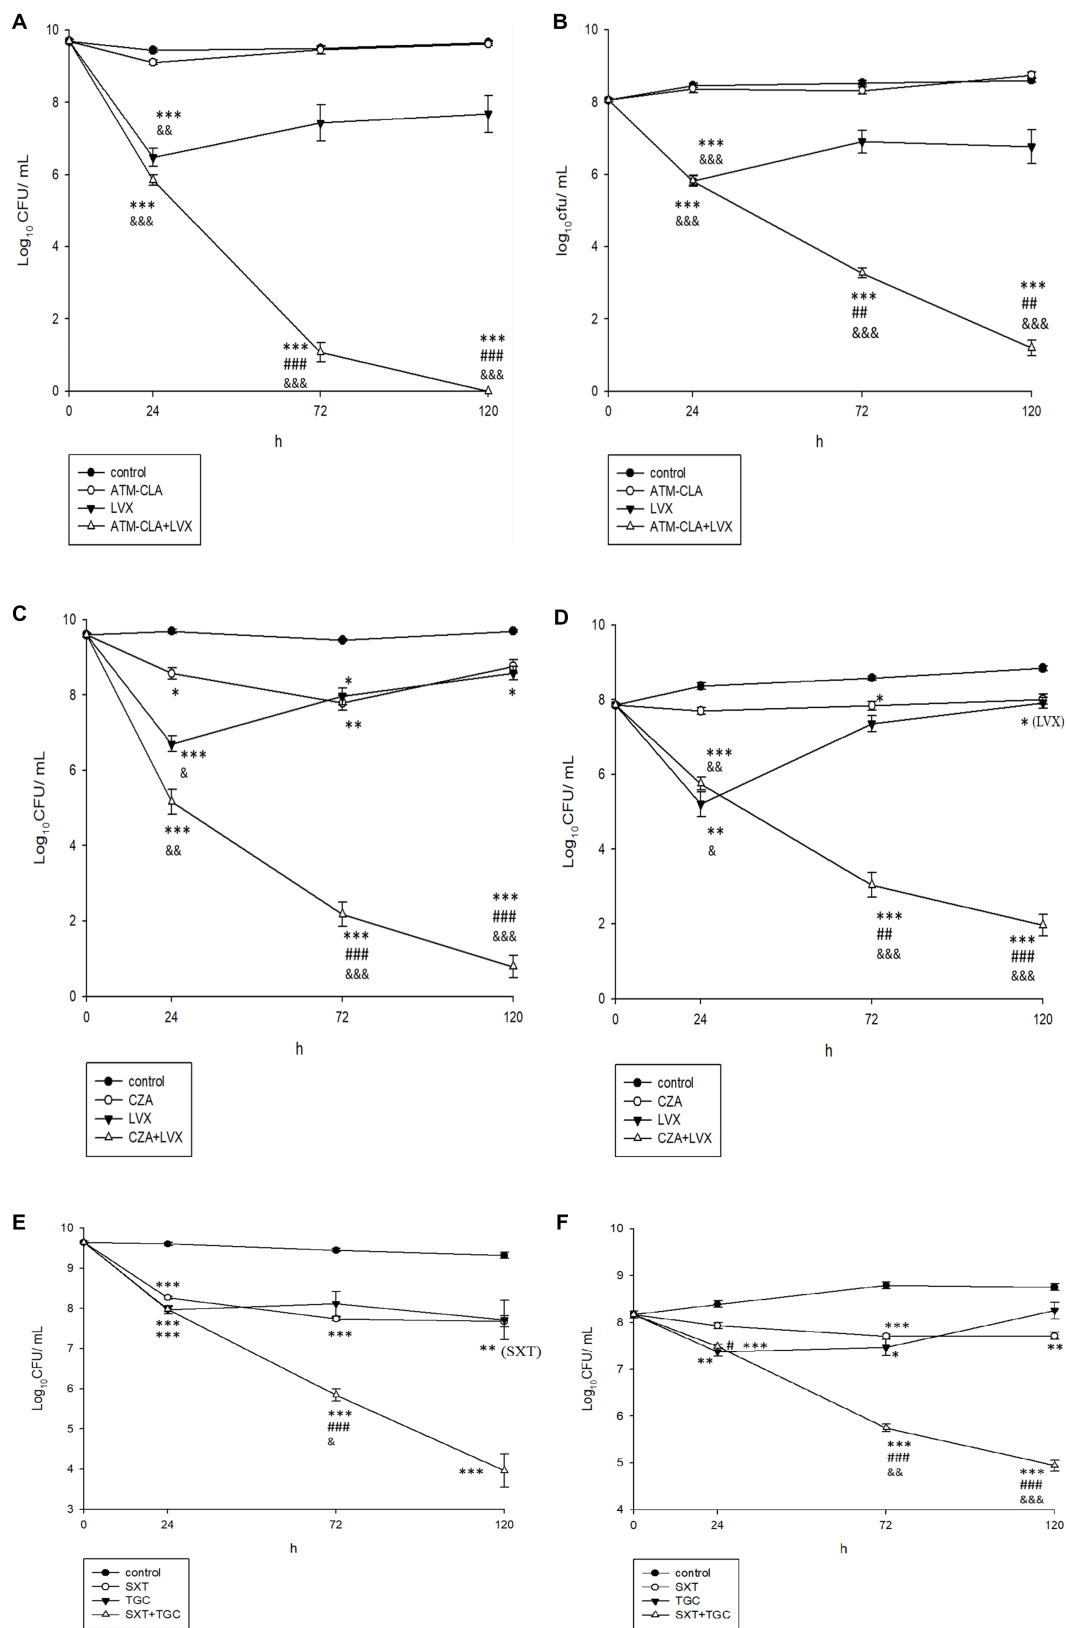 A
Log10 CFU/ mL
10
8
6
4
2
0
***
&&
***
&&&
***
###
&&&
***
###
&&&
0 24 72 120
h
control
ATM-CLA
LVX
ATM-CLA+LVX
B
log10cfu/ mL
10
8
6
4
2
0
***
&&&
***
&&&
***
##
&&&
***
##
&&&
0 24 72 120
h
control
ATM-CLA
LVX
ATM-CLA+LVX
C
Log10CFU/ mL
10
8
6
4
2
0
*
***
&
***
&&
*
**
***
###
&&&
*
***
###
&&&
0 24 72 120
h
control
CZA
LVX
CZA+LVX
D
Log10CFU/ mL
10
8
6
4
2
0
***
&&
**
&
*
***
##
&&&
* (LVX)
***
###
&&&
0 24 72 120
h
control
CZA
LVX
CZA+LVX
E
Log10CFU/ mL
10
9
8
7
6
5
4
3
***
***
***
***
***
###
&
** (SXT)
***
0 24 72 120
h
control
SXT
TGC
SXT+TGC
F
Log10CFU/ mL
10
9
8
7
6
5
4
# ***
**
***
*
***
###
&&
**
***
###
&&&
0 24 72 120
h
control
SXT
TGC
SXT+TGC